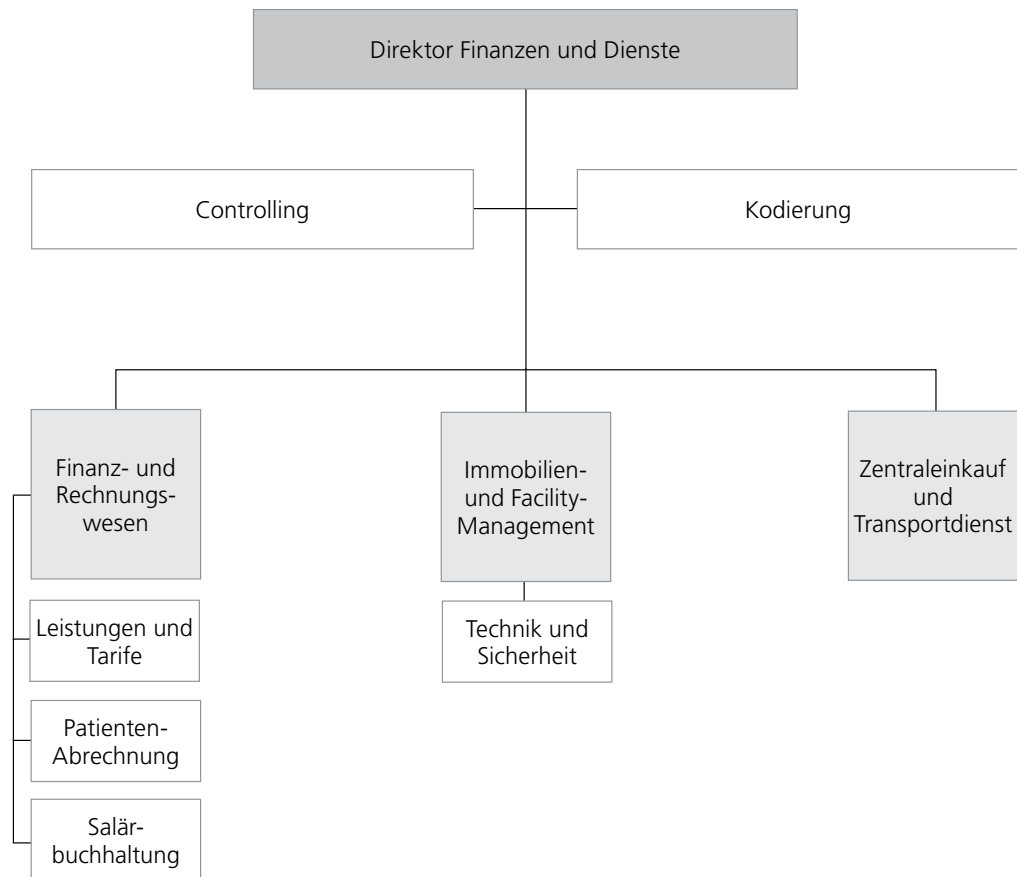 Direktor Finanzen und Dienste
Controlling
Kodierung
Finanz- und
Rechnungs-
wesen
Immobilien-
und Facility-
Management
Zentraleinkauf
und
Transportdienst
Leistungen und
Tarife
Technik und
Sicherheit
Patienten-
Abrechnung
Salär-
buchhaltung